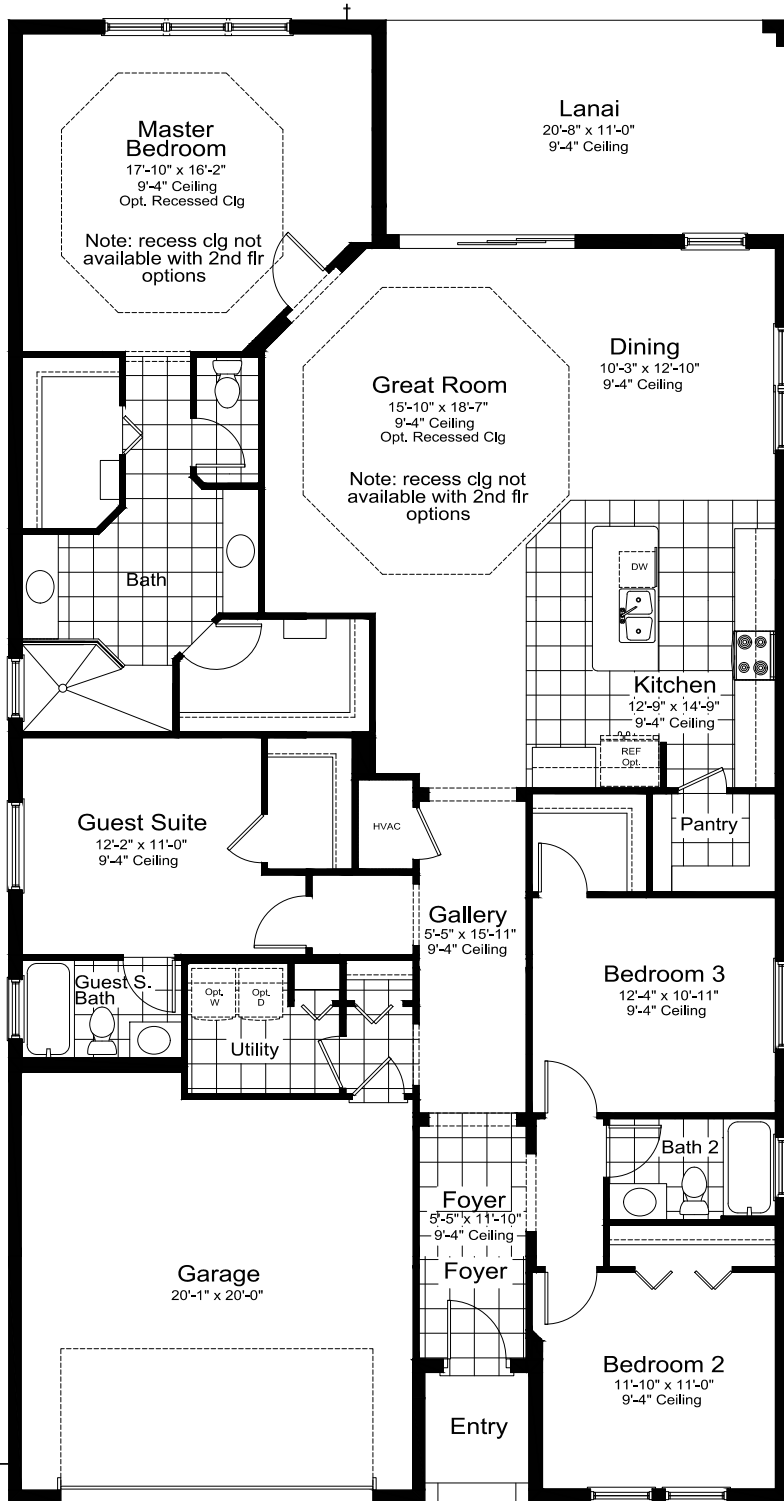 Master
Bedroom
17'-10" x 16'-2"
9'-4" Ceiling
Opt. Recessed Clg
Note: recess clg not
available with 2nd flr
options
Lanai
20'-8" x 11'-0"
9'-4" Ceiling
Great Room
15'-10" x 18'-7"
9'-4" Ceiling
Opt. Recessed Clg
Note: recess clg not
available with 2nd flr
options
Dining
10'-3" x 12'-10"
9'-4" Ceiling
Bath
DW
Kitchen
12'-9" x 14'-9"
9'-4" Ceiling
REF
Opt.
Pantry
HVAC
Guest Suite
12'-2" x 11'-0"
9'-4" Ceiling
Gallery
5'-5" x 15'-11"
9'-4" Ceiling
Bedroom 3
12'-4" x 10'-11"
9'-4" Ceiling
Guest S.
Bath
Opt.
W
Opt.
D
Utility
Bath 2
Foyer
5'-5" x 11'-10"
9'-4" Ceiling
Foyer
Garage
20'-1" x 20'-0"
Bedroom 2
11'-10" x 11'-0"
9'-4" Ceiling
Entry